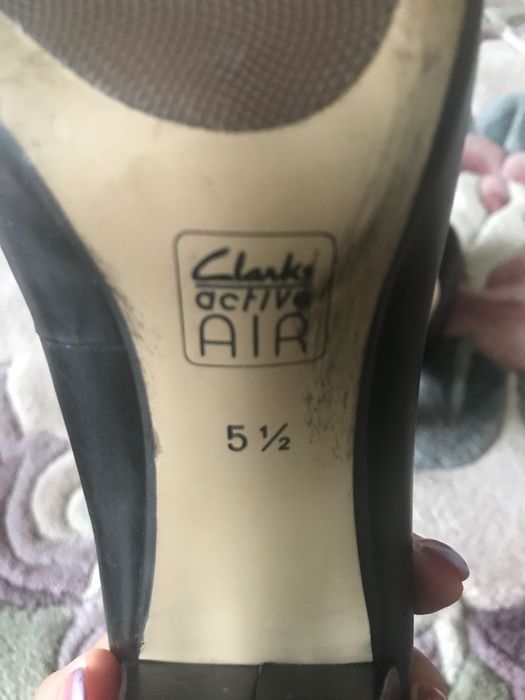 Clarks
active
AIR
5 ½